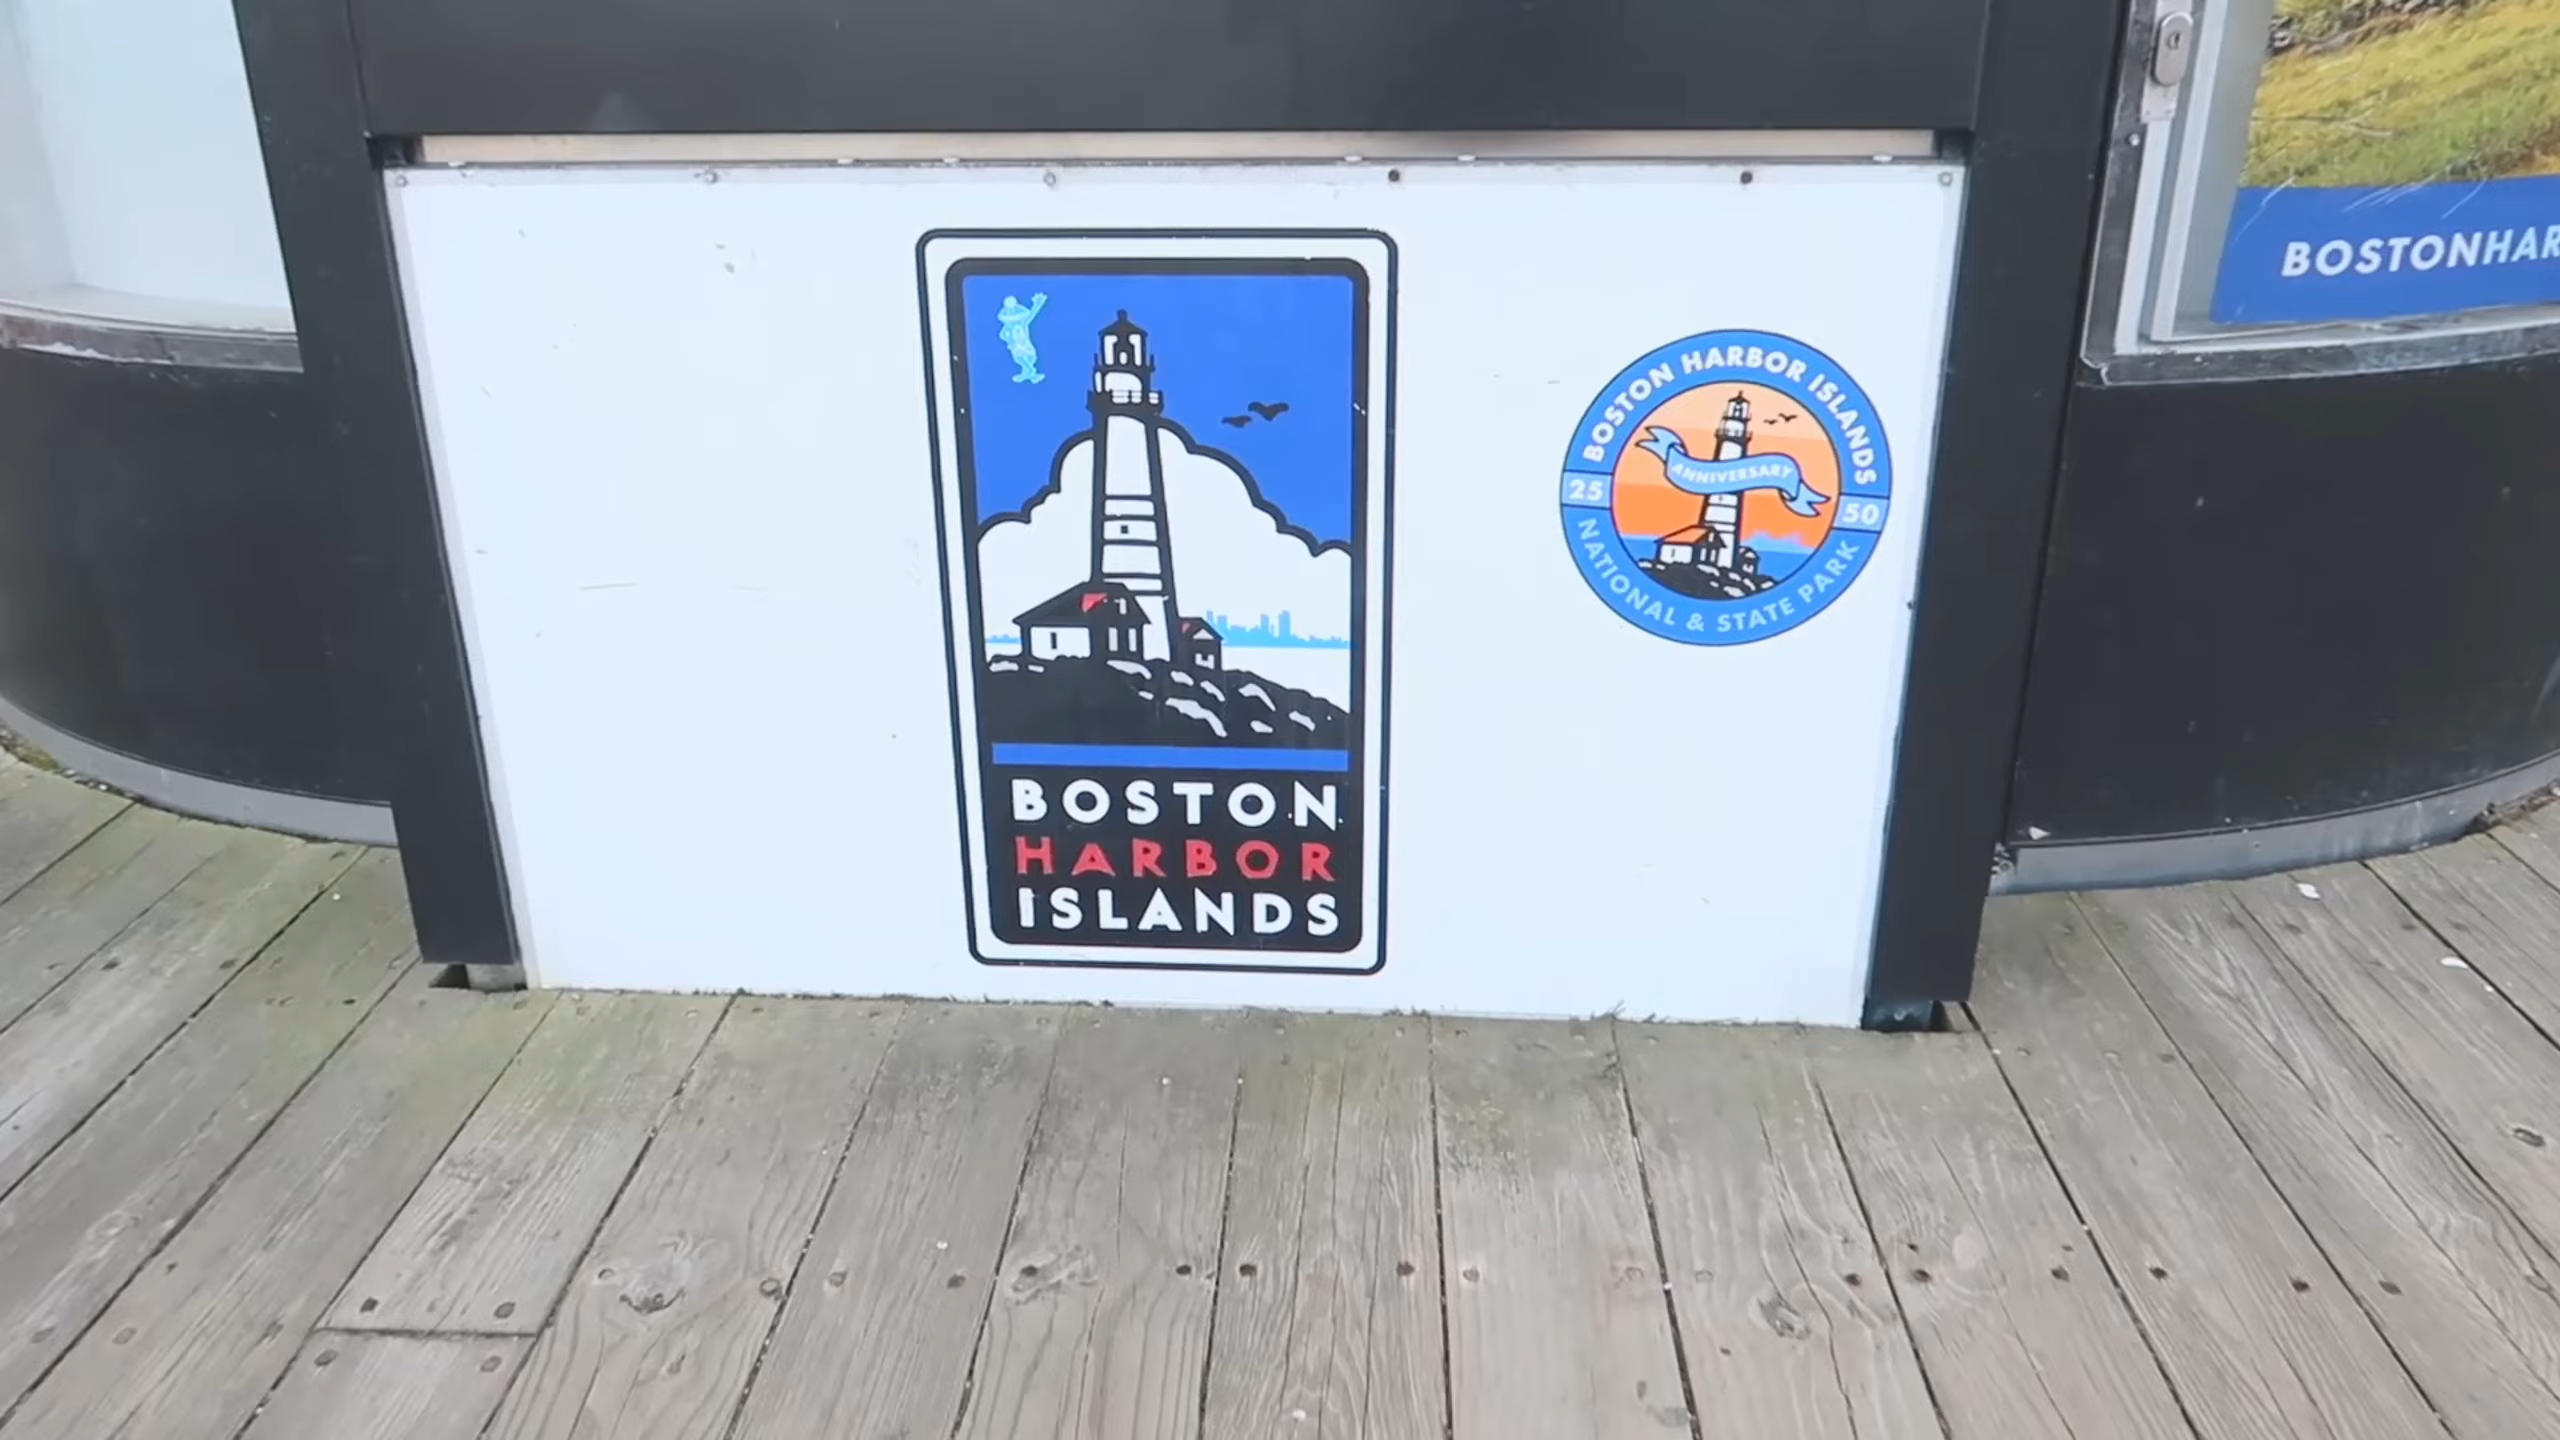 BOSTON
HARBOR
ISLANDS
BOSTON HARBOR ISLANDS
ANNIVERSARY
25
50
NATIONAL & STATE PARK
BOSTONHAR